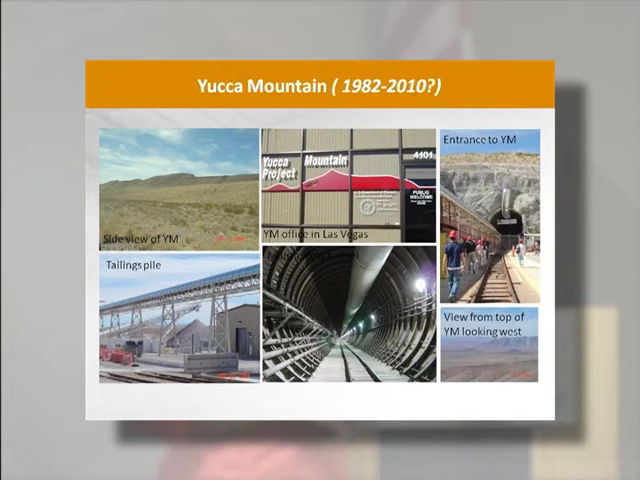 Yucca Mountain ( 1982-2010?)
Side view of YM
Yucca Mountain
Project
4101
PUBLIC
WELCOME
YM office in Las Vegas
Entrance to YM
Tailings pile
View from top of
YM looking west